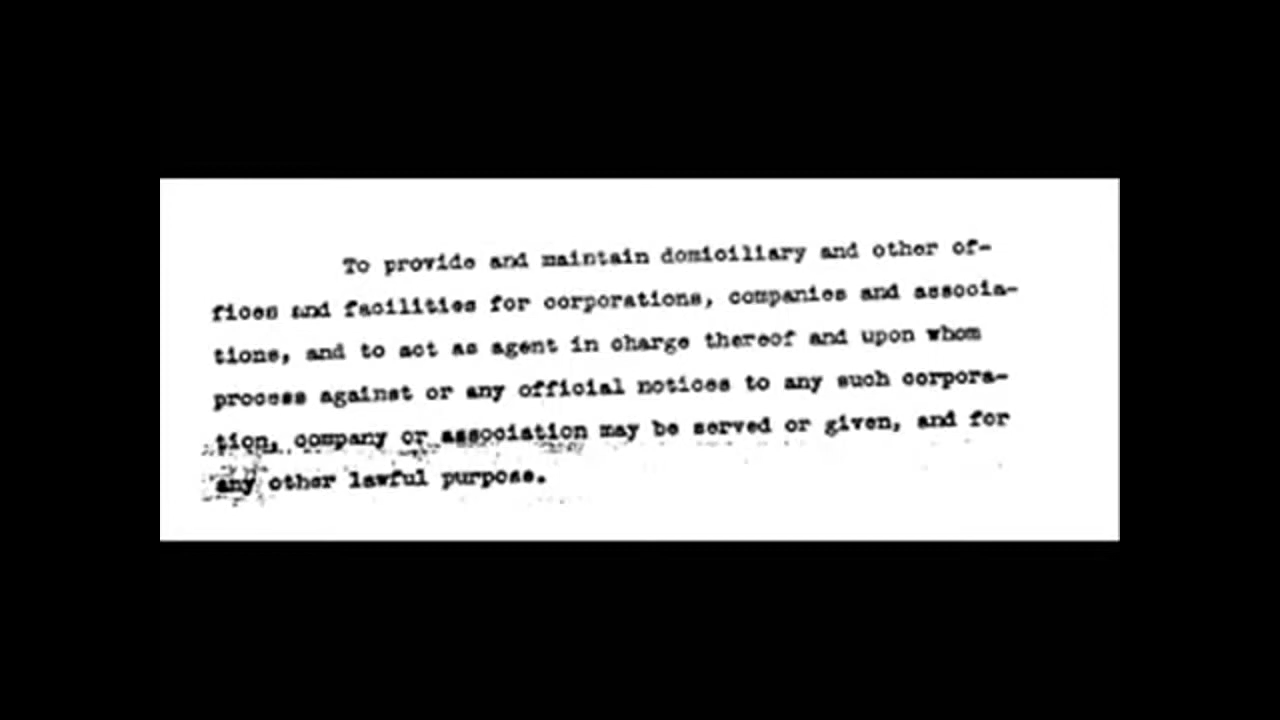 To provide and maintain domiciliary and other of-
fices and facilities for corporations, companies and associa-
tions, and to act as agent in charge thereof and upon whom
process against or any official notices to any such corpora-
tion, company or association may be served or given, and for
any other lawful purpose.